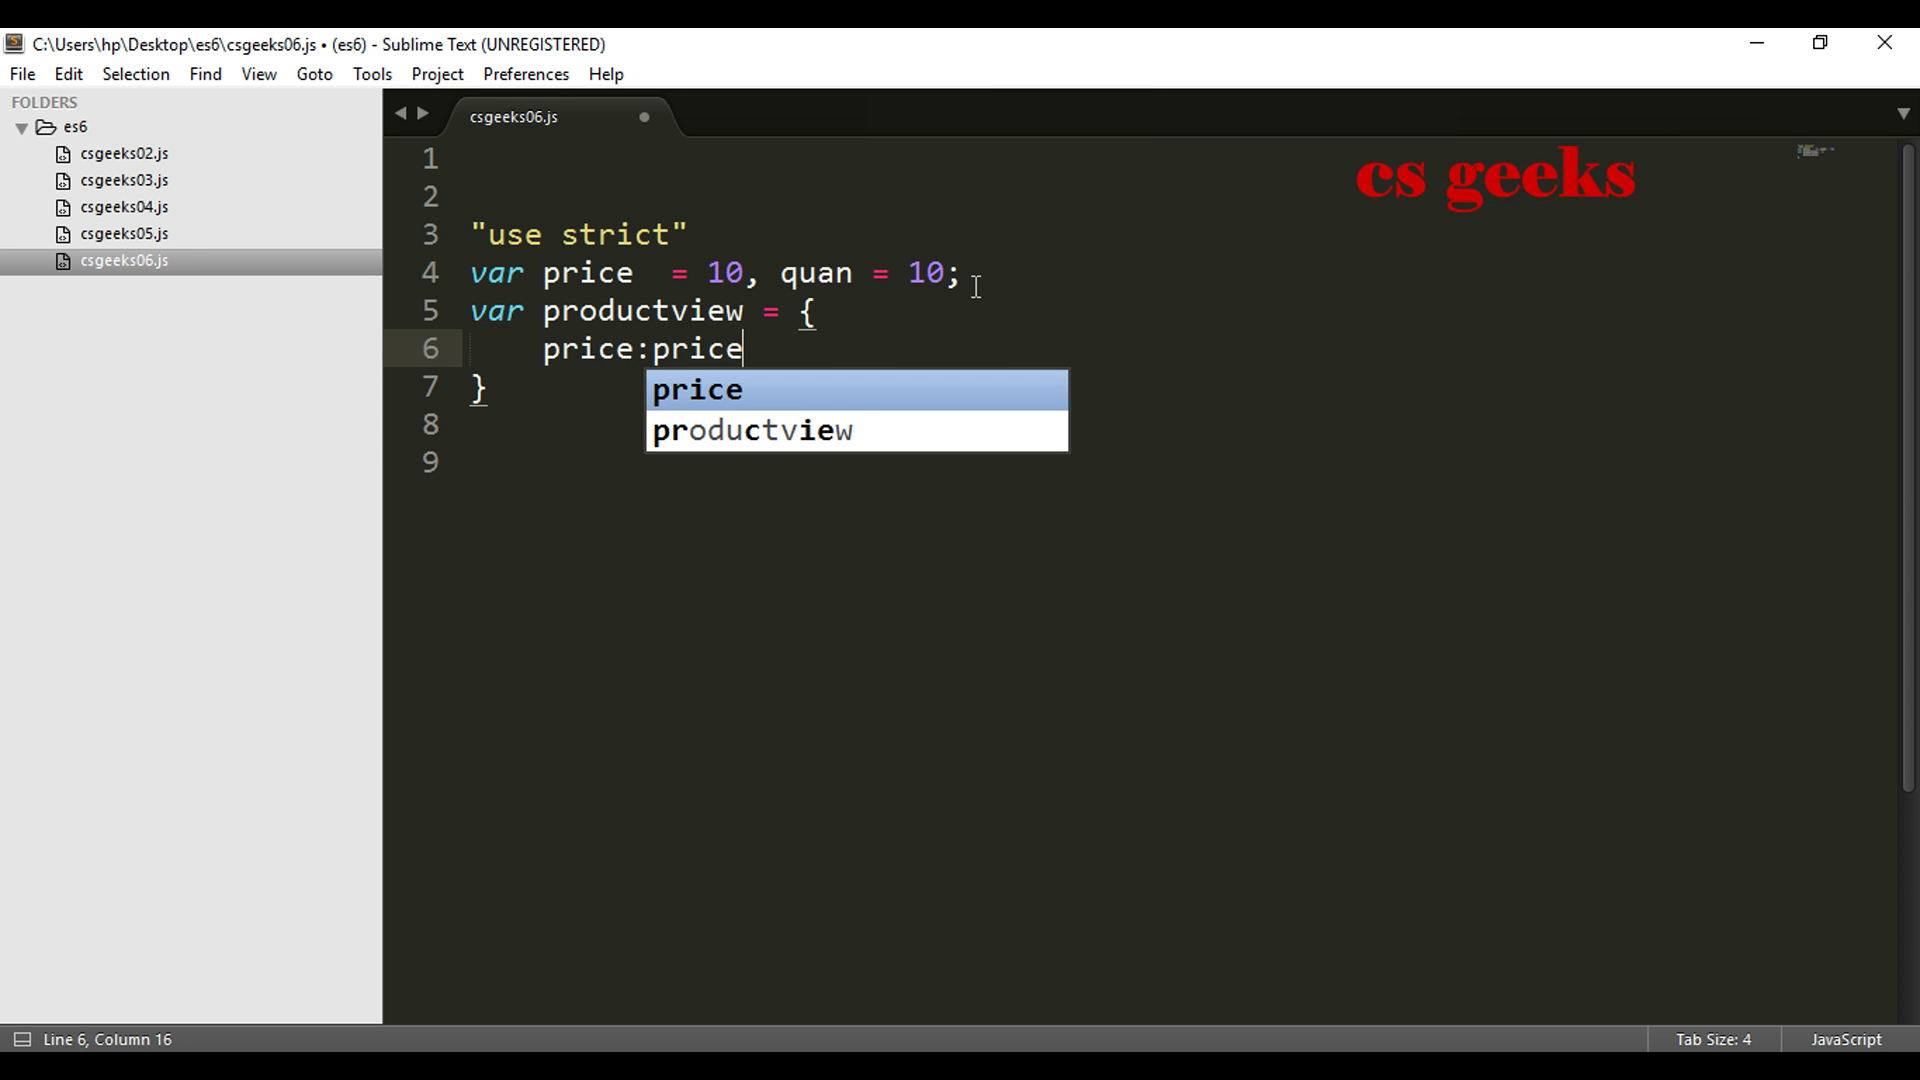 C:\Users\hp\Desktop\es6\csgeeks06.js • (es6) - Sublime Text (UNREGISTERED)
File Edit Selection Find View Goto Tools Project Preferences Help
FOLDERS
es6
csgeeks02.js
csgeeks03.js
csgeeks04.js
csgeeks05.js
csgeeks06.js
csgeeks06.js
cs geeks
1
2
3 "use strict"
4 var price  = 10, quan = 10;
5 var productview = {
6     price:price
7 }
8
9
price
productview
Line 6, Column 16
Tab Size: 4
JavaScript